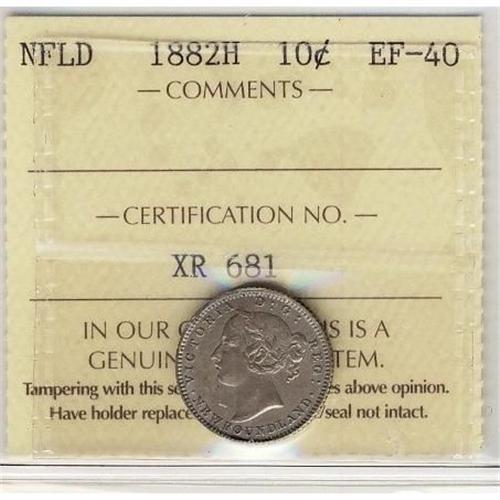 NFLD 1882H 10¢ EF-40
— COMMENTS —
— CERTIFICATION NO. —
XR 681
IN OUR IS A
Tampering with this above opinion.
Have holder seal not intact.
VICTORIA D: G: REG:
NEWFOUNDLAND